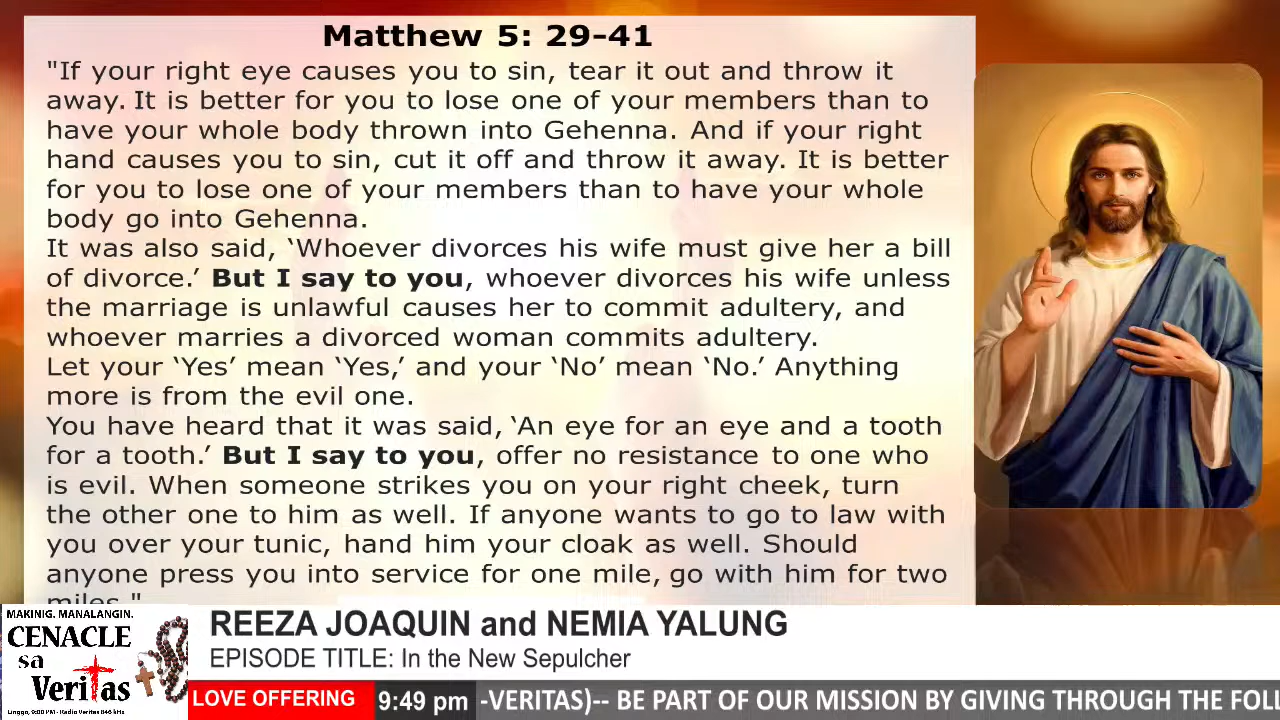 Matthew 5: 29-41
"If your right eye causes you to sin, tear it out and throw it
away. It is better for you to lose one of your members than to
have your whole body thrown into Gehenna. And if your right
hand causes you to sin, cut it off and throw it away. It is better
for you to lose one of your members than to have your whole
body go into Gehenna.
It was also said, ‘Whoever divorces his wife must give her a bill
of divorce.’ But I say to you, whoever divorces his wife unless
the marriage is unlawful causes her to commit adultery, and
whoever marries a divorced woman commits adultery.
Let your ‘Yes’ mean ‘Yes,’ and your ‘No’ mean ‘No.’ Anything
more is from the evil one.
You have heard that it was said, ‘An eye for an eye and a tooth
for a tooth.’ But I say to you, offer no resistance to one who
is evil. When someone strikes you on your right cheek, turn
the other one to him as well. If anyone wants to go to law with
you over your tunic, hand him your cloak as well. Should
anyone press you into service for one mile, go with him for two
miles."
MAKINIG. MANALANGIN.
CENACLE
sa
Veritas
Linggo, 9:00 PM - Radio Veritas 846 kHz
REEZA JOAQUIN and NEMIA YALUNG
EPISODE TITLE: In the New Sepulcher
LOVE OFFERING
9:49 pm
-VERITAS)-- BE PART OF OUR MISSION BY GIVING THROUGH THE FOLL